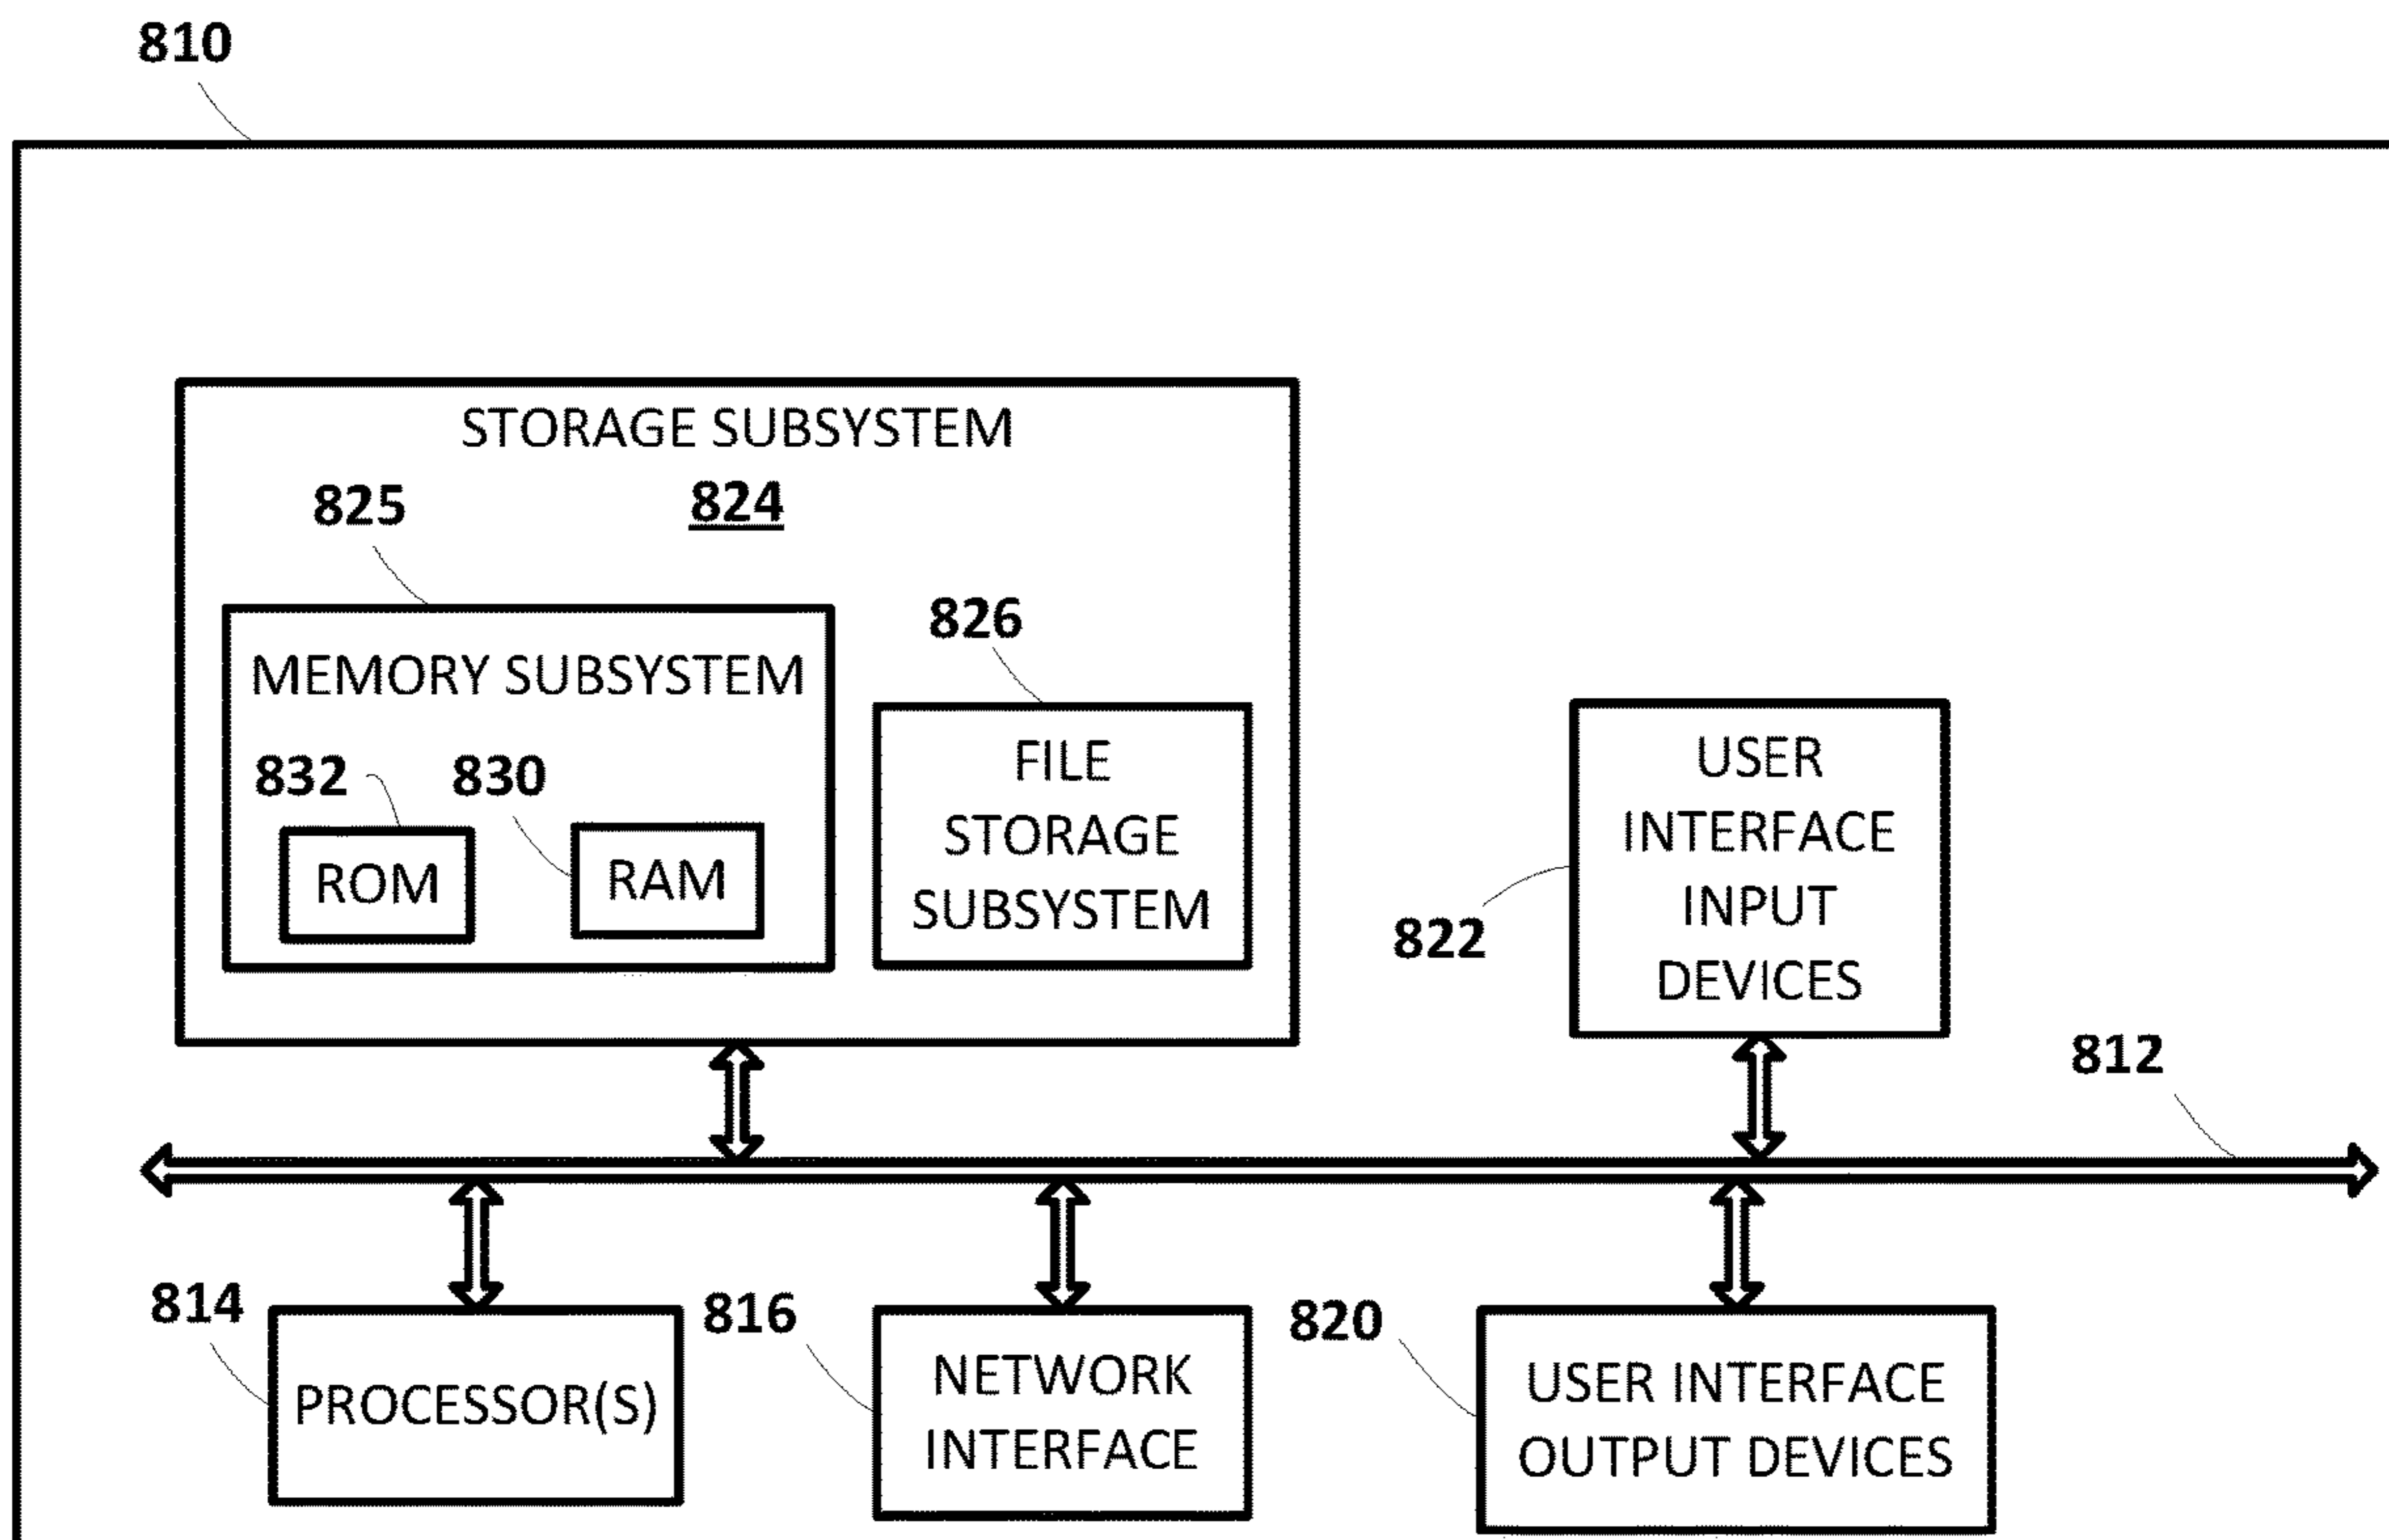 810
STORAGE SUBSYSTEM
824
825
MEMORY SUBSYSTEM
832
830
ROM
RAM
826
FILE
STORAGE
SUBSYSTEM
USER
INTERFACE
INPUT
DEVICES
822
812
814
PROCESSOR(S)
816
NETWORK
INTERFACE
820
USER INTERFACE
OUTPUT DEVICES